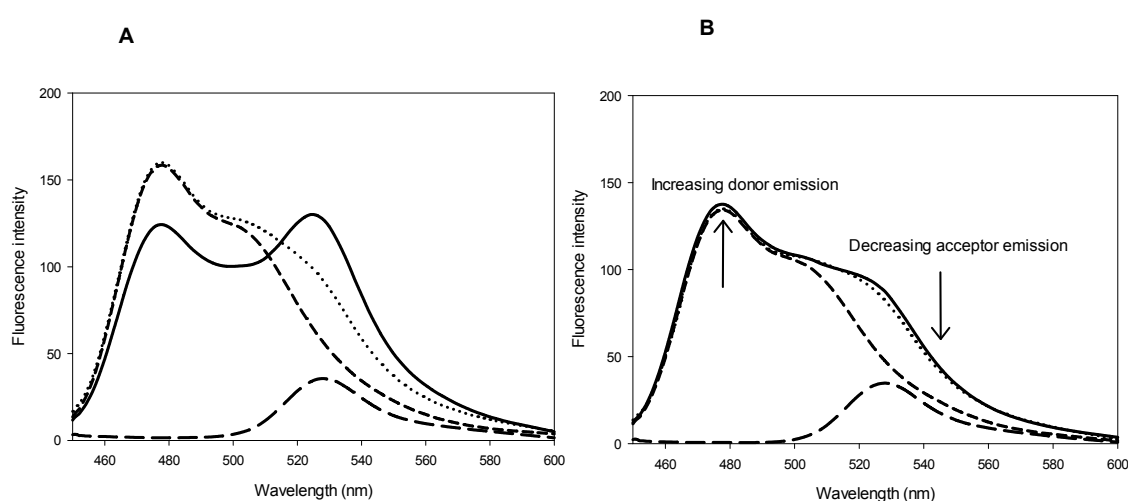 A
Fluorescence intensity
200
150
100
50
0
460 480 500 520 540 560 580 600
Wavelength (nm)
B
Fluorescence intensity
200
150
100
50
0
Increasing donor emission
Decreasing acceptor emission
460 480 500 520 540 560 580 600
Wavelength (nm)